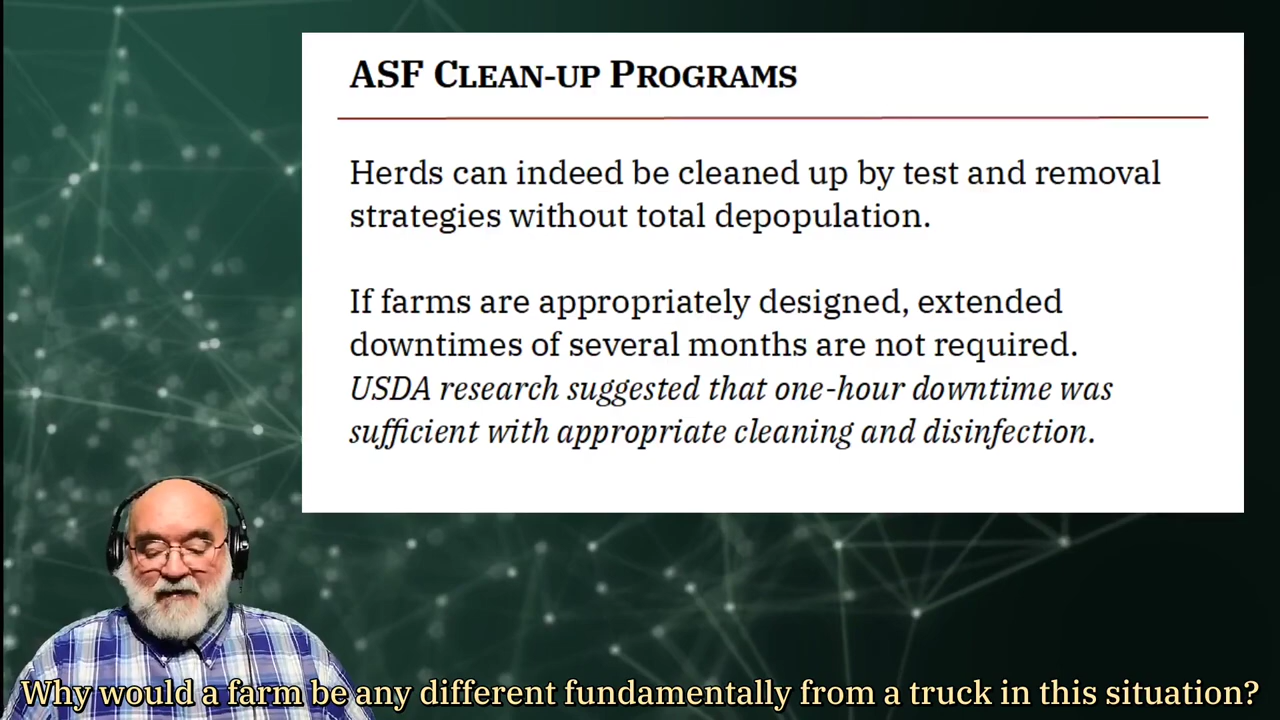 ASF CLEAN-UP PROGRAMS
Herds can indeed be cleaned up by test and removal
strategies without total depopulation.
If farms are appropriately designed, extended
downtimes of several months are not required.
USDA research suggested that one-hour downtime was
sufficient with appropriate cleaning and disinfection.
Why would a farm be any different fundamentally from a truck in this situation?